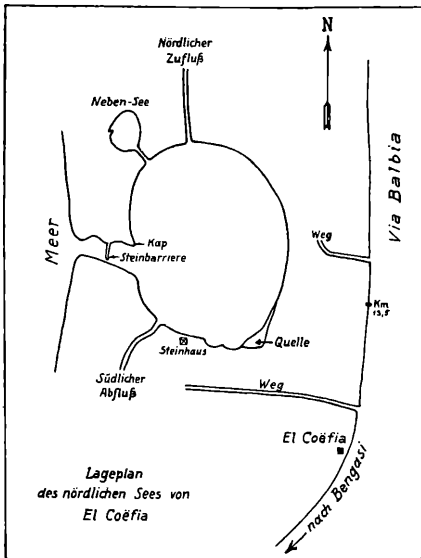 Nördlicher
Zufluß
N
Neben-See
Via Balbia
Meer
Kap
Steinbarriere
Weg
Km
13,5
Steinhaus
Quelle
Südlicher
Abfluß
Weg
El Coëfia
nach Bengasi
Lageplan
des nördlichen Sees von
El Coëfia